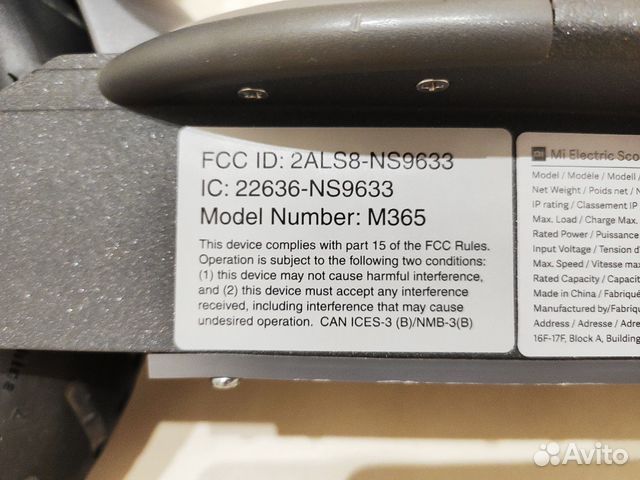 FCC ID: 2ALS8-NS9633
IC: 22636-NS9633
Model Number: M365
This device complies with part 15 of the FCC Rules.
Operation is subject to the following two conditions:
(1) this device may not cause harmful interference,
and (2) this device must accept any interference
received, including interference that may cause
undesired operation. CAN ICES-3 (B)/NMB-3(B)
mi Mi Electric Sco
Model / Modèle / Modell /
Net Weight / Poids net / N
IP rating / Classement IP
Max. Load / Charge Max.
Rated Power / Puissance
Input Voltage / Tension d'
Max. Speed / Vitesse max
Rated Capacity / Capacit
Made in China / Fabriqué
Manufactured by/Fabriq
Address / Adresse / Adre
16F-17F, Block A, Building
Avito